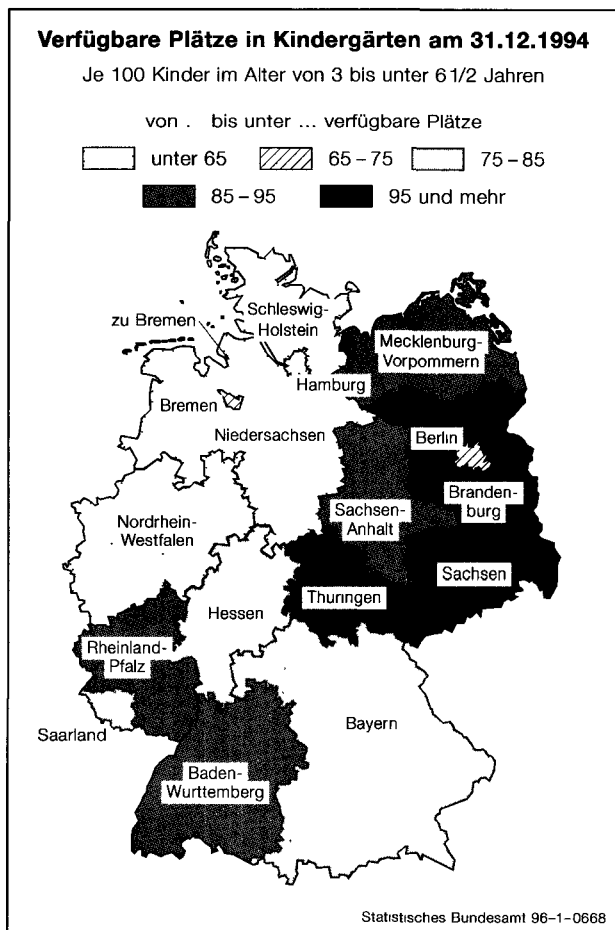 Verfügbare Plätze in Kindergärten am 31.12.1994
Je 100 Kinder im Alter von 3 bis unter 6 1/2 Jahren
von . bis unter ... verfügbare Plätze
unter 65
65-75
75-85
85-95
95 und mehr
Schleswig-
Holstein
zu Bremen
Mecklenburg-
Vorpommern
Hamburg
Bremen
Niedersachsen
Berlin
Branden-
burg
Sachsen-
Anhalt
Nordrhein-
Westfalen
Sachsen
Thuringen
Hessen
Rheinland-
Pfalz
Saarland
Bayern
Baden-
Wurttemberg
Statistisches Bundesamt 96-1-0668